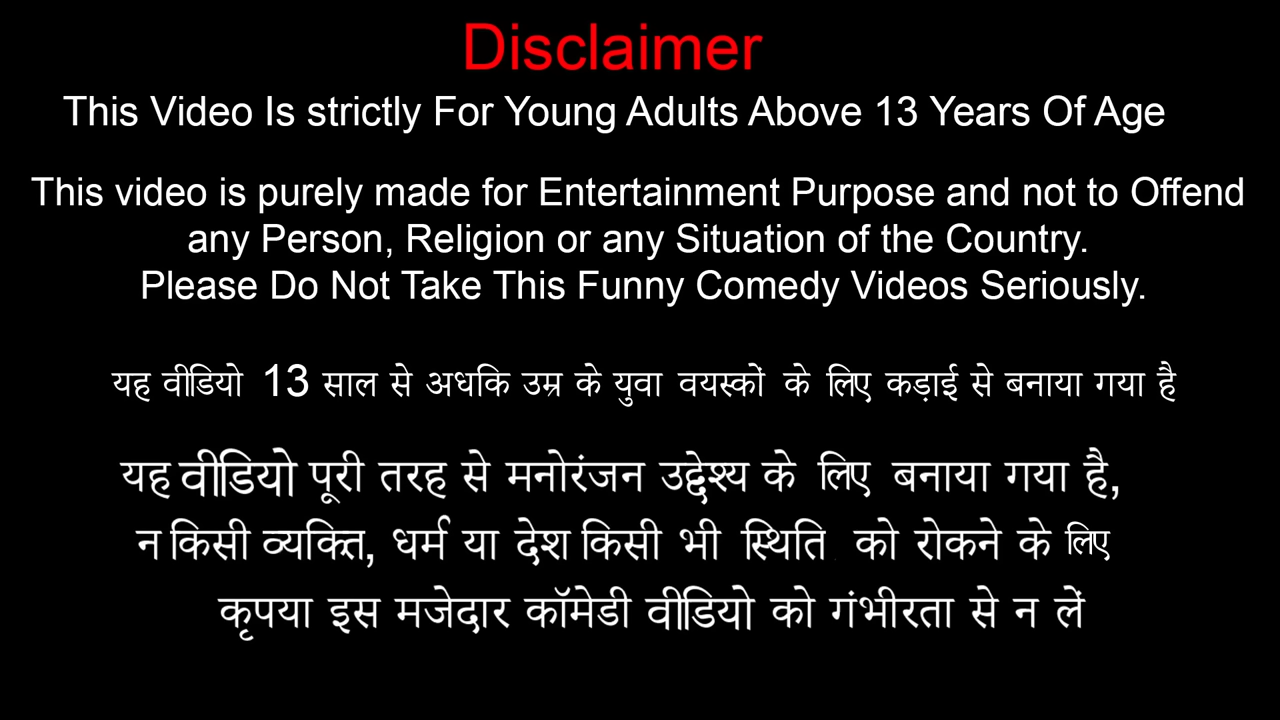 Disclaimer
This Video Is strictly For Young Adults Above 13 Years Of Age
This video is purely made for Entertainment Purpose and not to Offend
any Person, Religion or any Situation of the Country.
Please Do Not Take This Funny Comedy Videos Seriously.
यह वीडियो 13 साल से अधकि उम्र के युवा वयस्कों के लिए कड़ाई से बनाया गया है
यह वीडियो पूरी तरह से मनोरंजन उद्देश्य के लिए बनाया गया है,
न किसी व्यक्ति, धर्म या देश किसी भी स्थिति को रोकने के लिए
कृपया इस मजेदार कॉमेडी वीडियो को गंभीरता से न लें